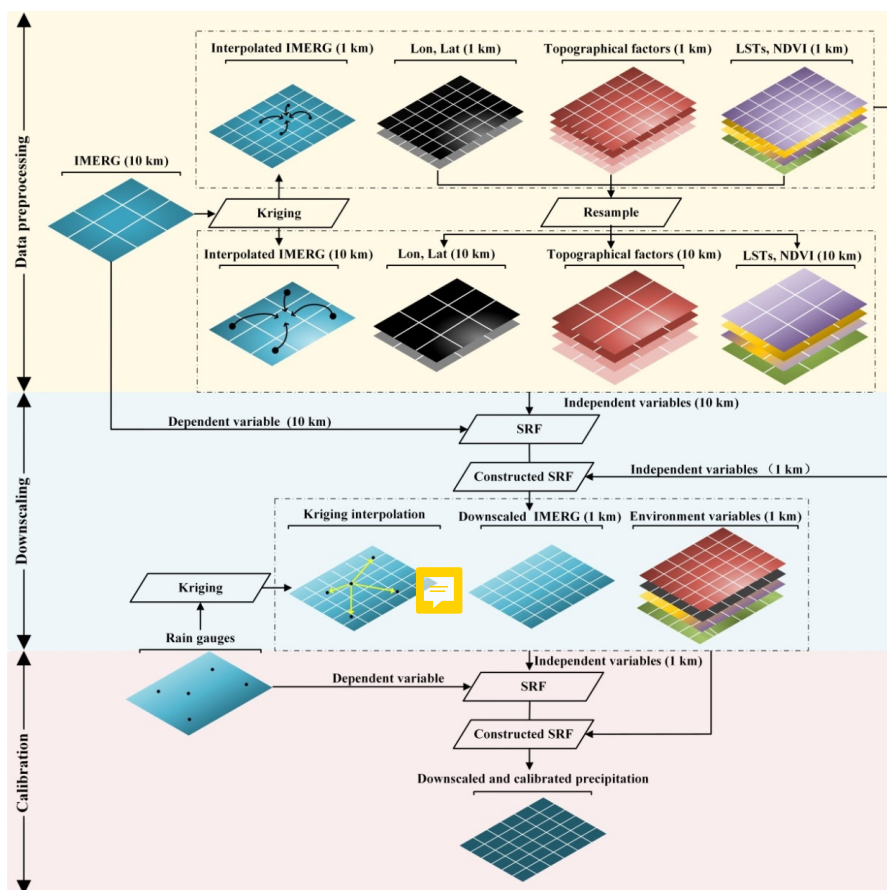 Data preprocessing
Interpolated IMERG (1 km)
Lon, Lat (1 km)
Topographical factors (1 km)
LSTs, NDVI (1 km)
IMERG (10 km)
Kriging
Resample
Interpolated IMERG (10 km)
Lon, Lat (10 km)
Topographical factors (10 km)
LSTs, NDVI (10 km)
Downscaling
Independent variables (10 km)
Dependent variable (10 km)
SRF
Constructed SRF
Independent variables （1 km）
Kriging interpolation
Downscaled IMERG (1 km)
Environment variables (1 km)
Kriging
Rain gauges
Calibration
Independent variables (1 km)
Dependent variable
SRF
Constructed SRF
Downscaled and calibrated precipitation